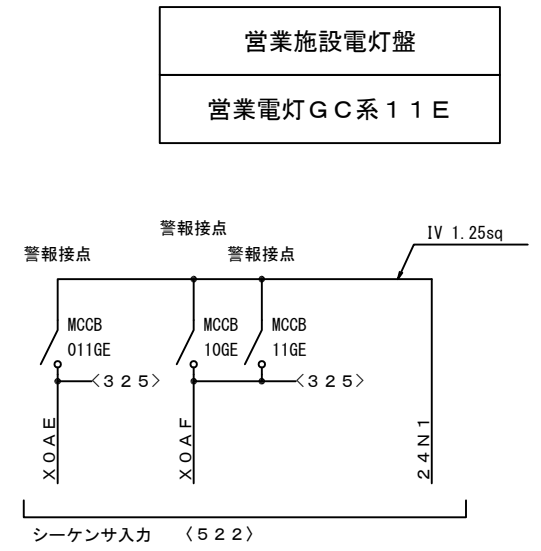 営業施設電灯盤
営業電灯GC系11E
警報接点
警報接点
警報接点
IV 1.25sq
MCCB
011GE
MCCB
10GE
MCCB
11GE
〈325〉
〈325〉
X0AE
X0AF
24N1
シーケンサ入力 〈522〉